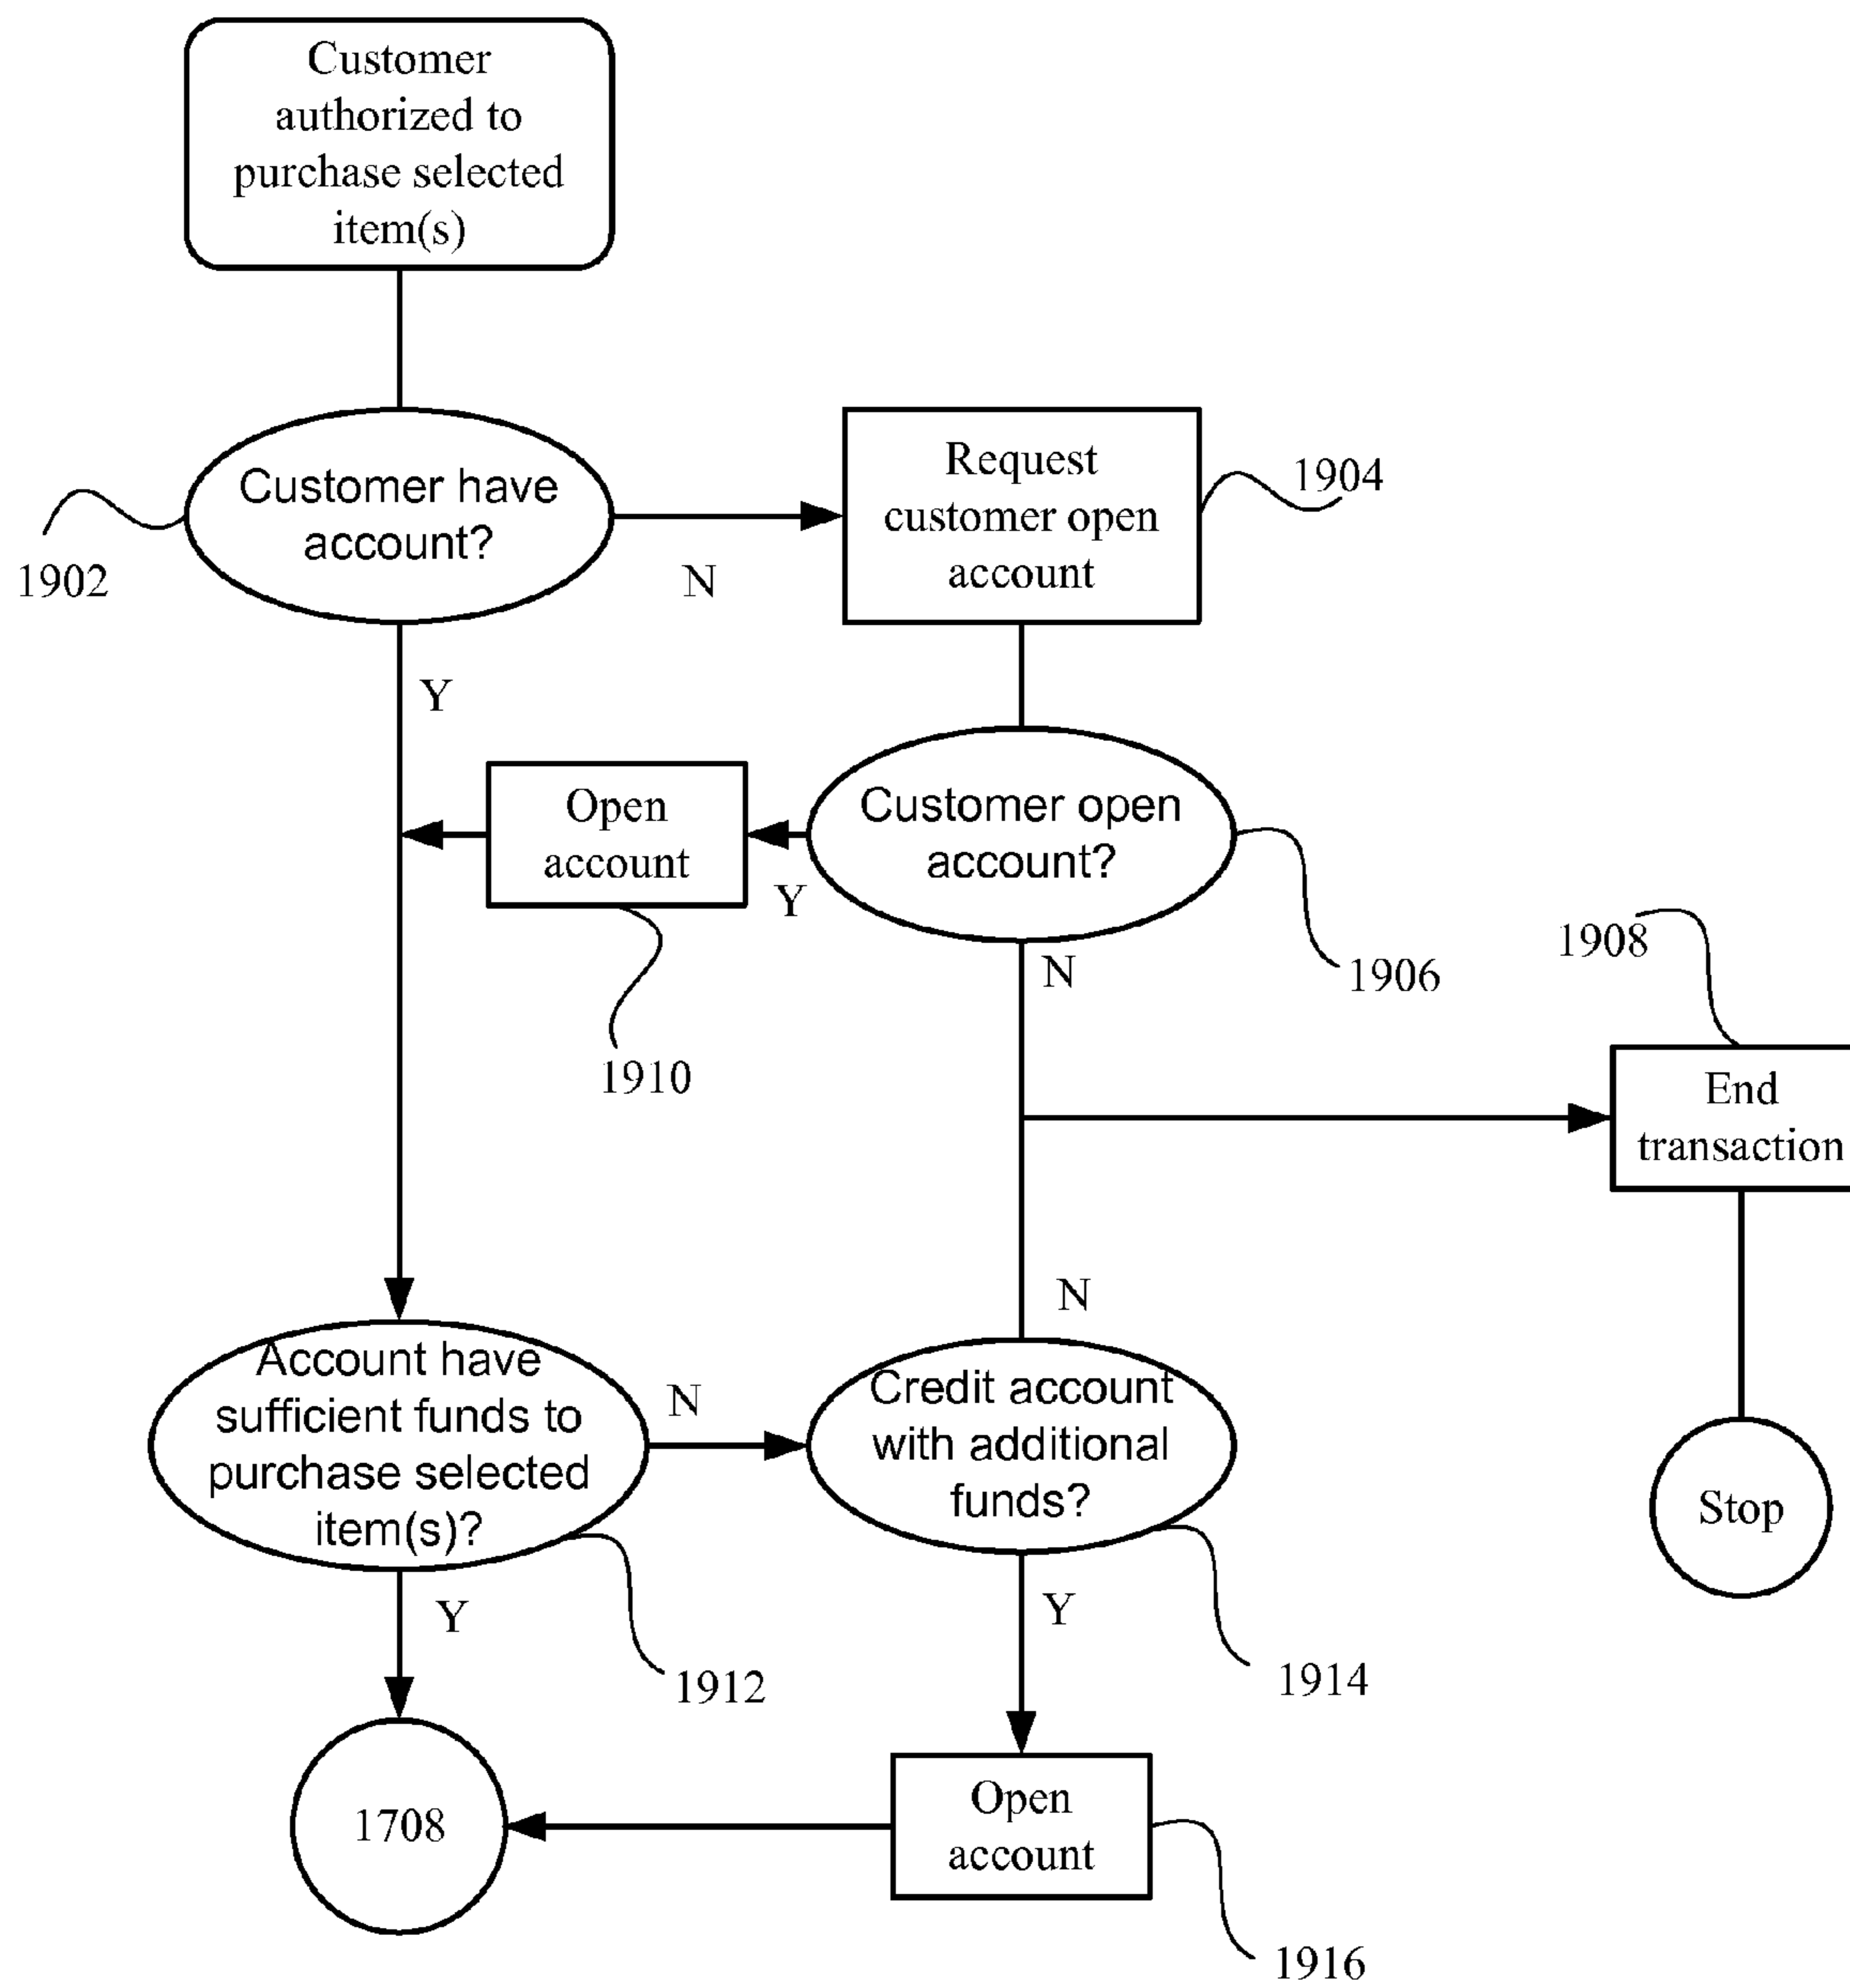 Customer
authorized to
purchase selected
item(s)
Customer have
account?
1902
N
Request
customer open
account
1904
Y
Open
account
1910
Y
Customer open
account?
1906
N
1908
End
transaction
Stop
N
Account have
sufficient funds to
purchase selected
item(s)?
1912
N
Credit account
with additional
funds?
1914
Y
Y
1708
Open
account
1916